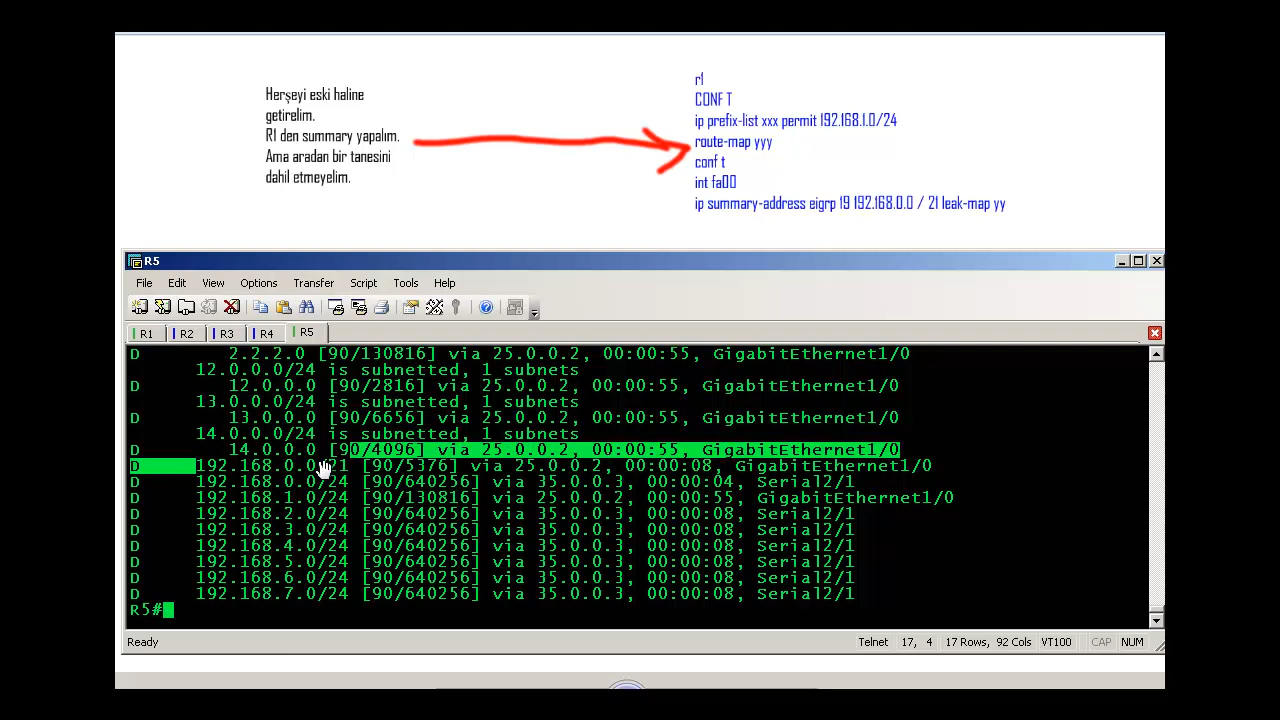 Herşeyi eski haline
getirelim.
R1 den summary yapalım.
Ama aradan bir tanesini
dahil etmeyelim.
r1
CONF T
ip prefix-list xxx permit 192.168.1.0/24
route-map yyy
conf t
int fa00
ip summary-address eigrp 19 192.168.0.0 / 21 leak-map yy
R5
File Edit View Options Transfer Script Tools Help
R1 R2 R3 R4 R5
D 2.2.2.0 [90/130816] via 25.0.0.2, 00:00:55, GigabitEthernet1/0
12.0.0.0/24 is subnetted, 1 subnets
D 12.0.0.0 [90/2816] via 25.0.0.2, 00:00:55, GigabitEthernet1/0
13.0.0.0/24 is subnetted, 1 subnets
D 13.0.0.0 [90/6656] via 25.0.0.2, 00:00:55, GigabitEthernet1/0
14.0.0.0/24 is subnetted, 1 subnets
D 14.0.0.0 [90/4096] via 25.0.0.2, 00:00:55, GigabitEthernet1/0
D 192.168.0.0/21 [90/5376] via 25.0.0.2, 00:00:08, GigabitEthernet1/0
D 192.168.0.0/24 [90/640256] via 35.0.0.3, 00:00:04, Serial2/1
D 192.168.1.0/24 [90/130816] via 25.0.0.2, 00:00:55, GigabitEthernet1/0
D 192.168.2.0/24 [90/640256] via 35.0.0.3, 00:00:08, Serial2/1
D 192.168.3.0/24 [90/640256] via 35.0.0.3, 00:00:08, Serial2/1
D 192.168.4.0/24 [90/640256] via 35.0.0.3, 00:00:08, Serial2/1
D 192.168.5.0/24 [90/640256] via 35.0.0.3, 00:00:08, Serial2/1
D 192.168.6.0/24 [90/640256] via 35.0.0.3, 00:00:08, Serial2/1
D 192.168.7.0/24 [90/640256] via 35.0.0.3, 00:00:08, Serial2/1
R5#
Ready Telnet 17, 4 17 Rows, 92 Cols VT100 CAP NUM